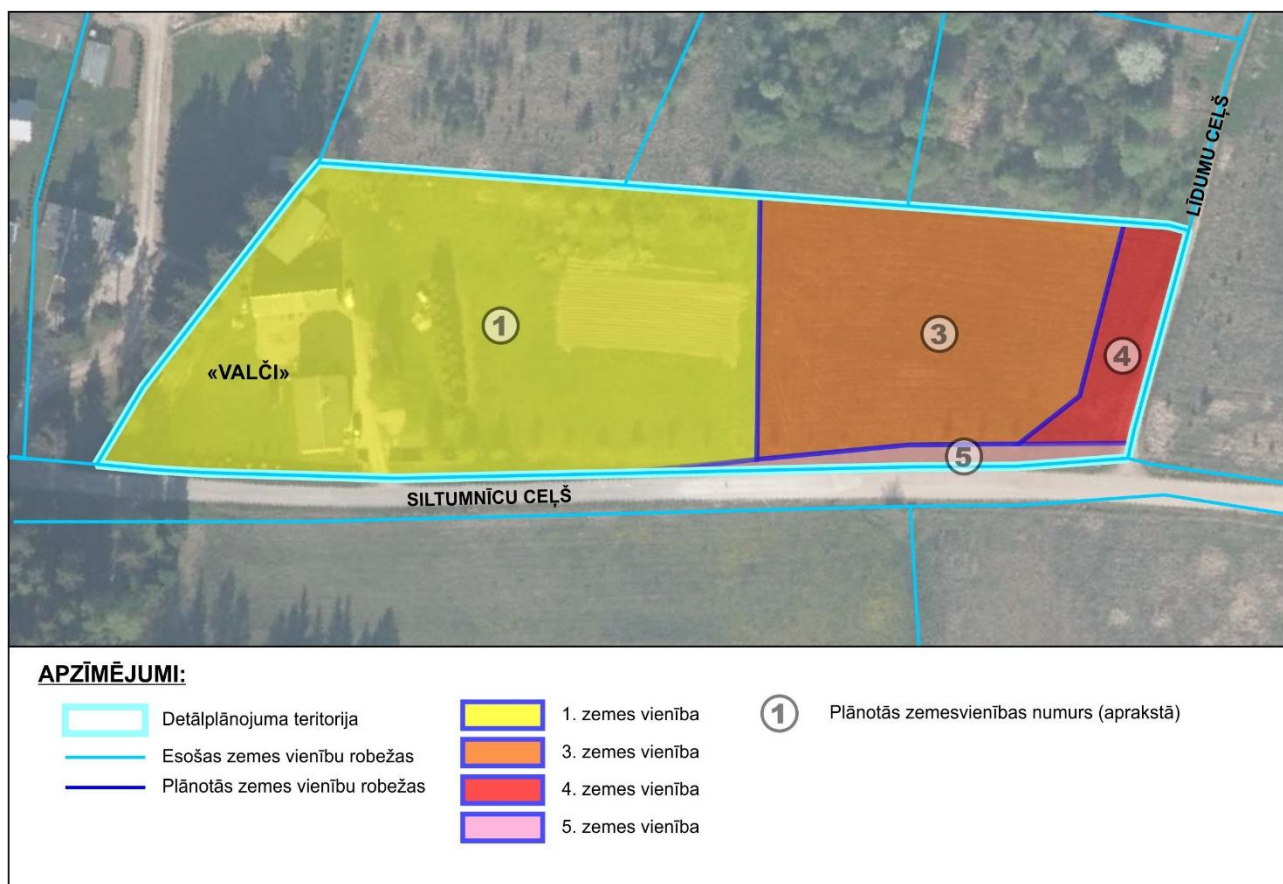 LĪDUMU CEĻŠ
1
3
4
«VALČI»
5
SILTUMNĪCU CEĻŠ
APZĪMĒJUMI:
Detālplānojuma teritorija
Esošas zemes vienību robežas
Plānotās zemes vienību robežas
1. zemes vienība
3. zemes vienība
4. zemes vienība
5. zemes vienība
1 Plānotās zemesvienības numurs (aprakstā)